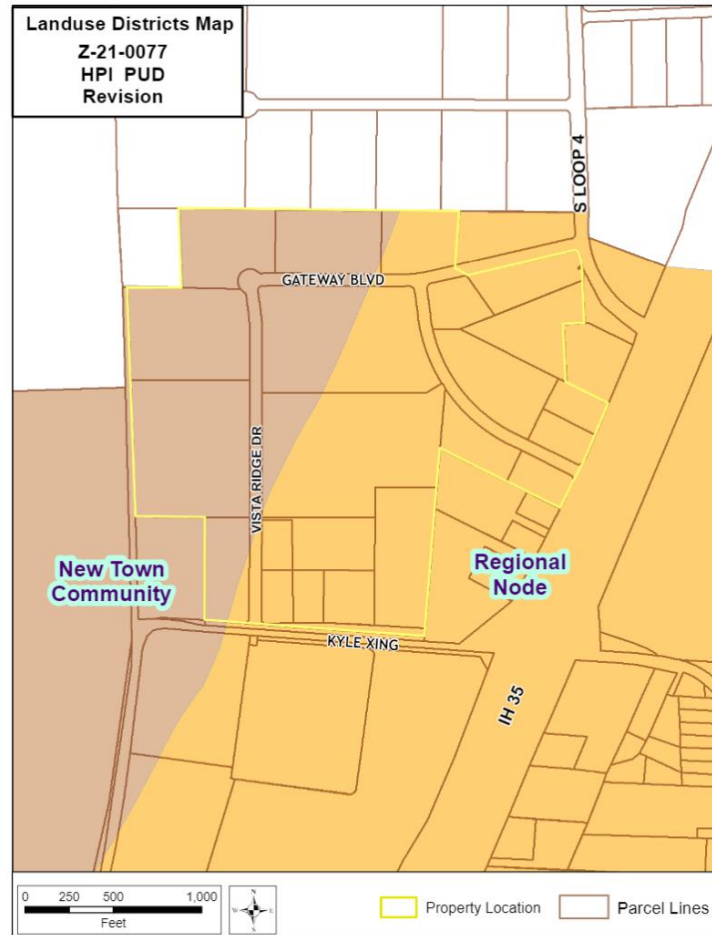 Landuse Districts Map
Z-21-0077
HPI PUD
Revision
S LOOP 4
GATEWAY BLVD
VISTA RIDGE DR
New Town
Community
Regional
Node
KYLE XING
IH 35
0 250 500 1,000
Feet
N
W E
S
Property Location
Parcel Lines